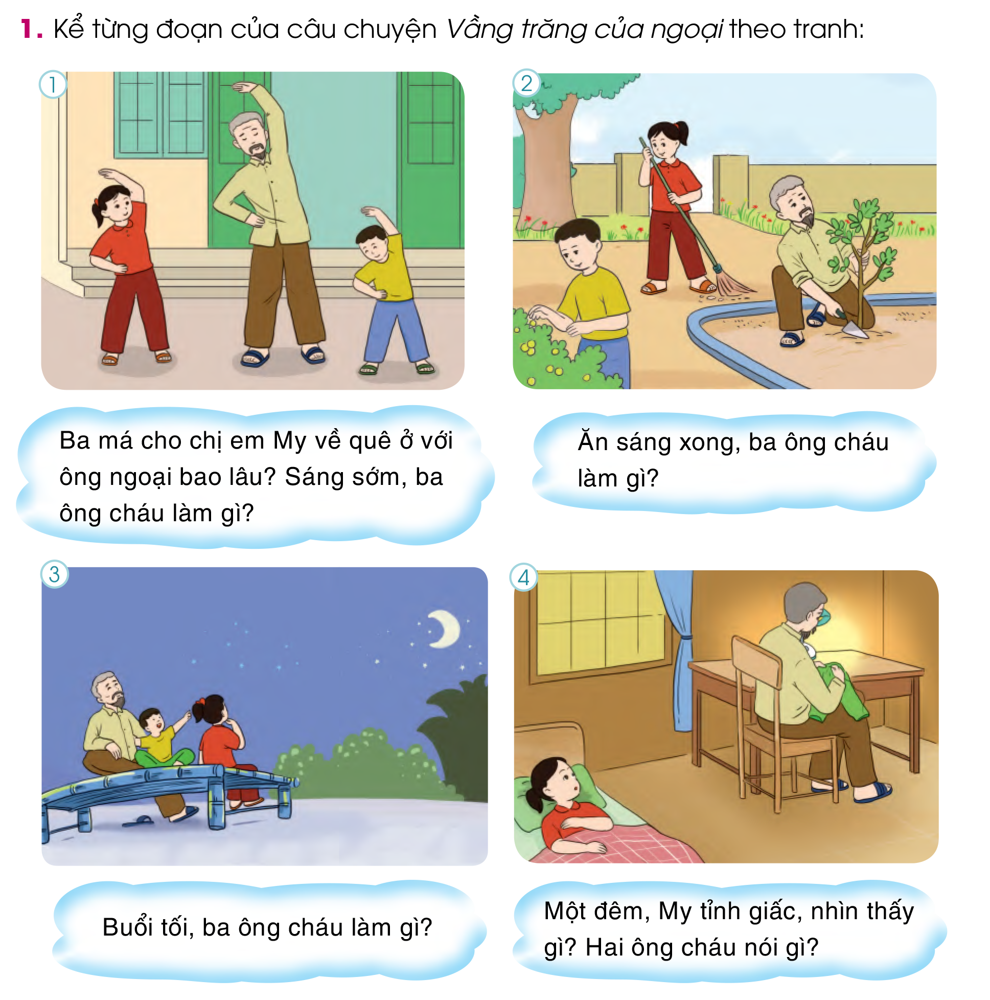 1. Kể từng đoạn của câu chuyện Vầng trăng của ngoại theo tranh:
1
2
Ba má cho chị em My về quê ở với
ông ngoại bao lâu? Sáng sớm, ba
ông cháu làm gì?
Ăn sáng xong, ba ông cháu
làm gì?
3
4
Buổi tối, ba ông cháu làm gì?
Một đêm, My tỉnh giấc, nhìn thấy
gì? Hai ông cháu nói gì?